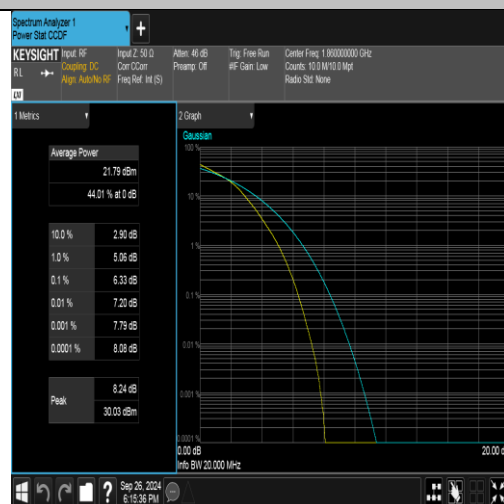 Spectrum Analyzer 1
Power Stat CCDF
+
KEYSIGHT
RL
Input: RF
Coupling: DC
Align: Auto/No RF
Input Z: 50 Ω
Corr CCorr
Freq Ref: Int (S)
Atten: 46 dB
Preamp: Off
Trig: Free Run
#IF Gain: Low
Center Freq: 1.860000000 GHz
Counts: 10.0 M/10.0 Mpt
Radio Std: None
LXI
1 Metrics
Average Power
21.79 dBm
44.01 % at 0 dB
10.0 % 2.90 dB
1.0 % 5.06 dB
0.1 % 6.33 dB
0.01 % 7.20 dB
0.001 % 7.79 dB
0.0001 % 8.08 dB
Peak
8.24 dB
30.03 dBm
2 Graph
Gaussian
100 %
10 %
1 %
0.1 %
0.01 %
0.001 %
0.0001 %
0.00 dB
20.00 d
Info BW 20.000 MHz
?
Sep 26, 2024
6:15:36 PM